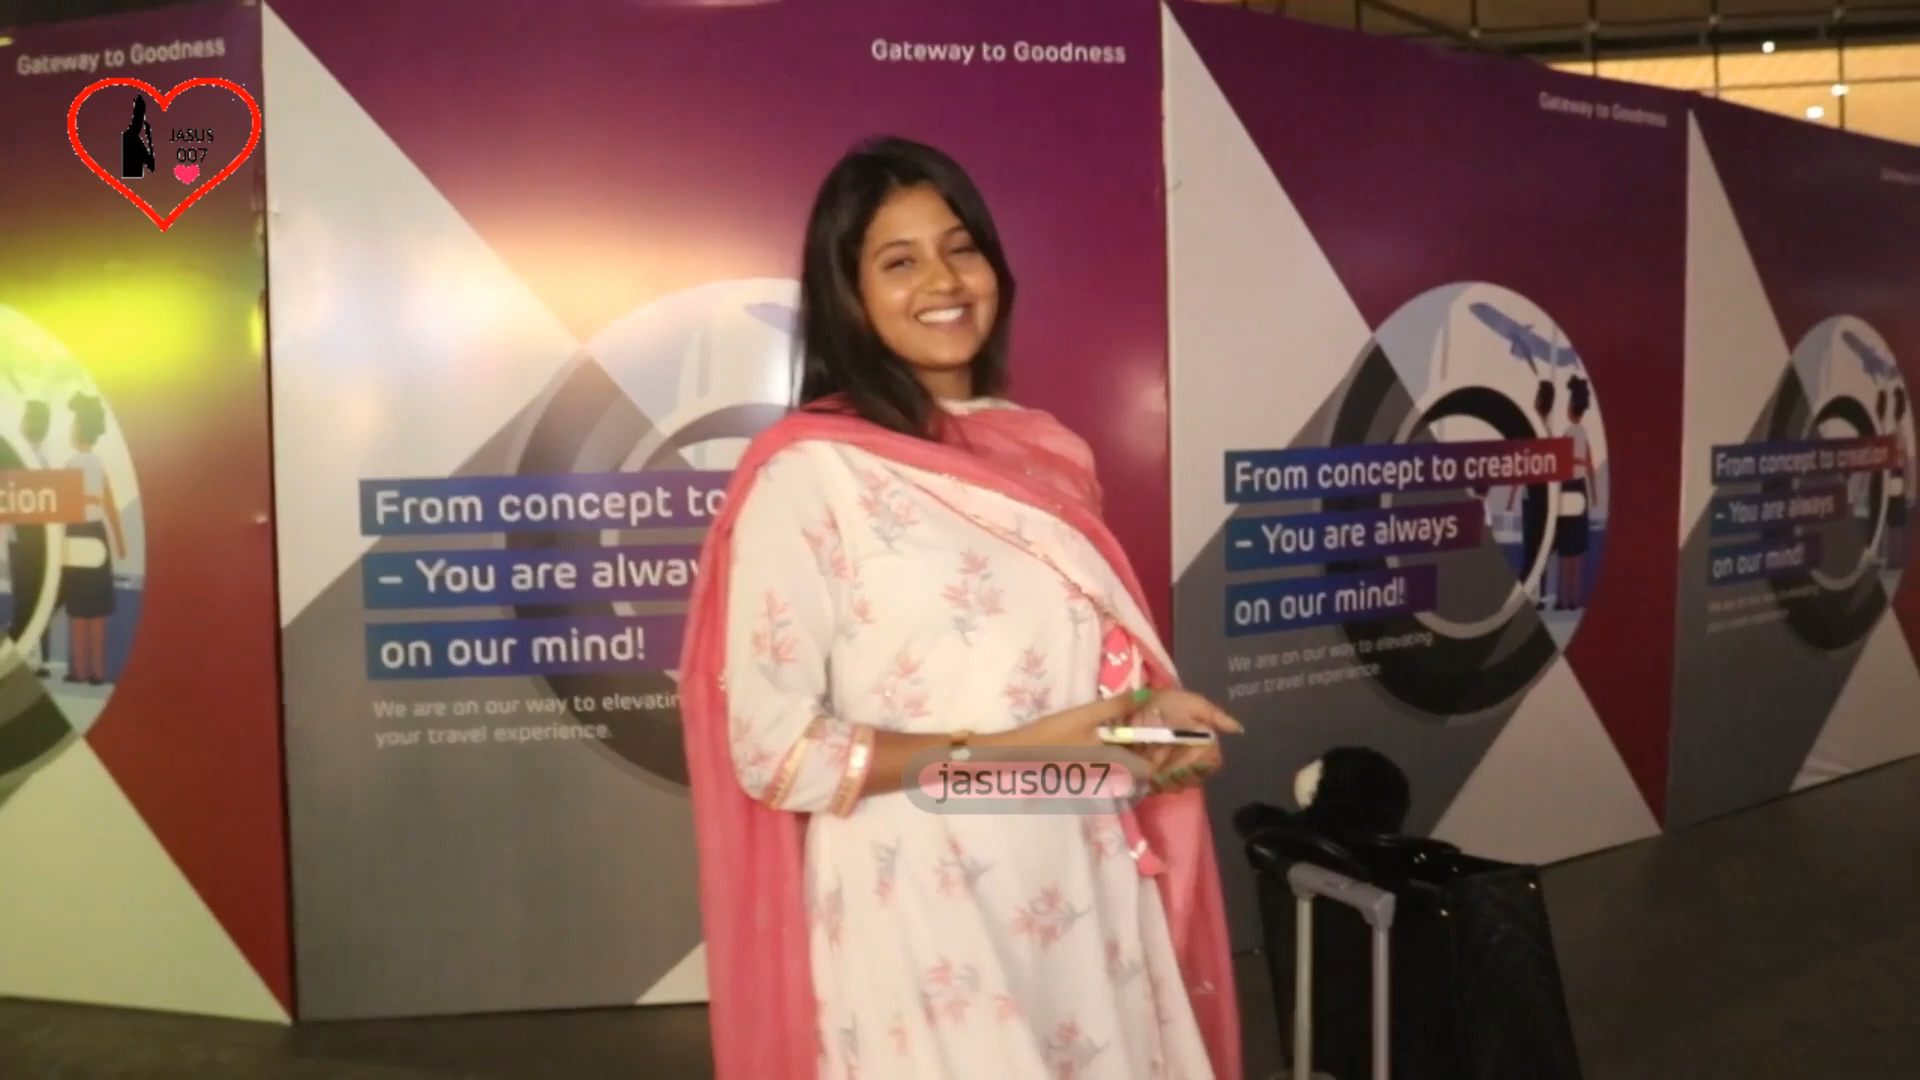 Gateway to Goodness
Gateway to Goodness
Gateway to Goodness
JASUS
007
tion
From concept to
– You are alway
on our mind!
We are on our way to elevatin
your travel experience.
From concept to creation
– You are always
on our mind!
We are on our way to elevating
your travel experience.
From concept to creation
– You are always
on our mind!
jasus007